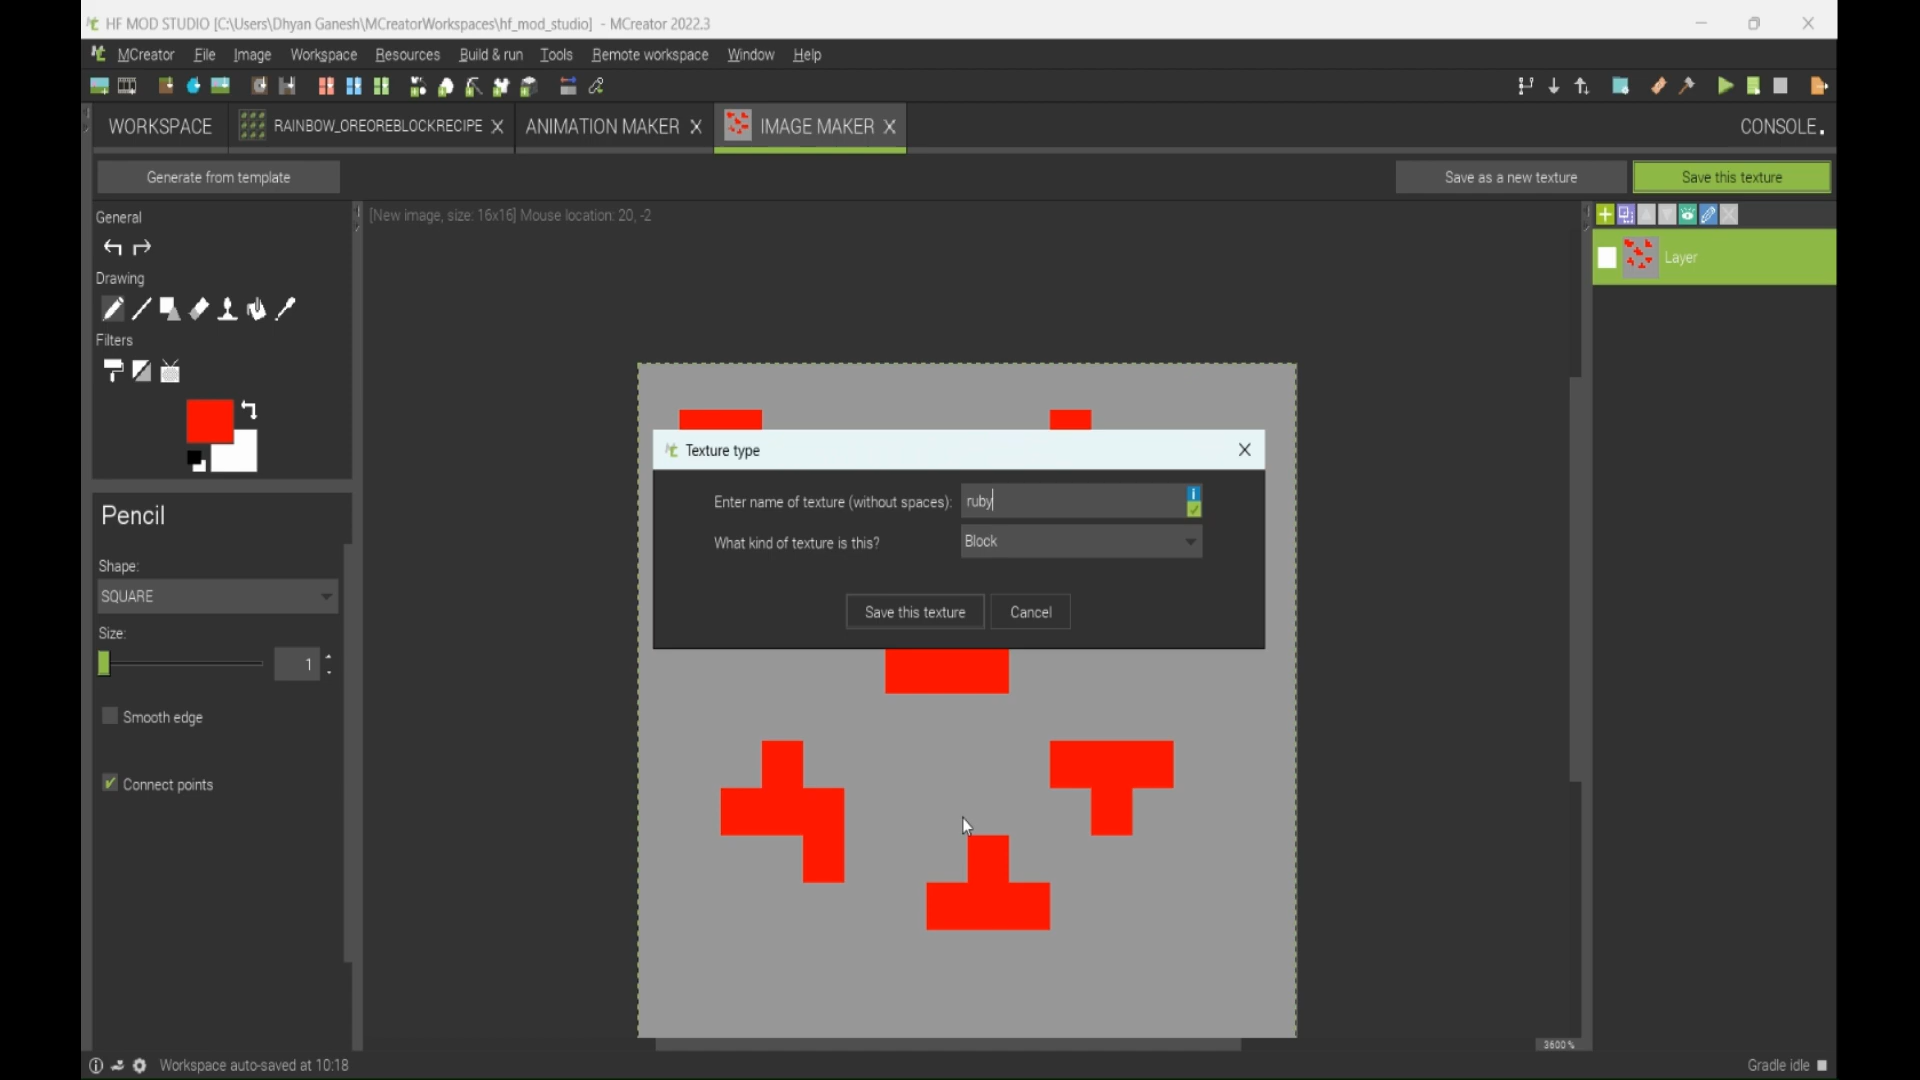 HF MOD STUDIO [C:\Users\Dhyan Ganesh\MCreatorWorkspaces\hf_mod_studio] - MCreator 2022.3
MCreator File Image Workspace Resources Build & run Tools Remote workspace Window Help
WORKSPACE RAINBOW_OREOREBLOCKRECIPE ANIMATION MAKER IMAGE MAKER CONSOLE.
Generate from template Save as a new texture Save this texture
General
[New image, size: 16x16] Mouse location: 20, -2
Layer
Drawing
Filters
Texture type
Enter name of texture (without spaces): ruby
What kind of texture is this? Block
Save this texture Cancel
Pencil
Shape:
SQUARE
Size:
1
Smooth edge
Connect points
3600 %
Workspace auto-saved at 10:18
Gradle idle